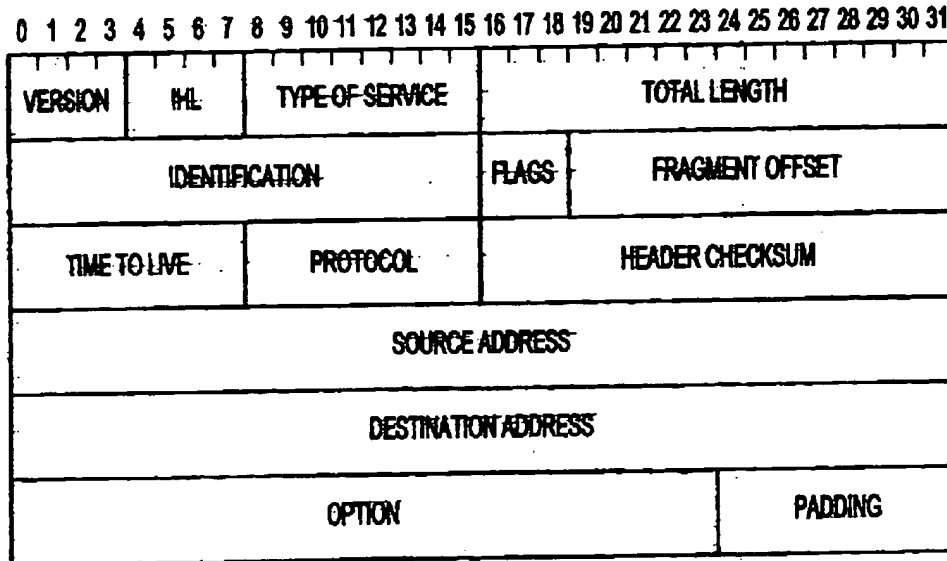 0 1 2 3 4 5 6 7 8 9 10 11 12 13 14 15 16 17 18 19 20 21 22 23 24 25 26 27 28 29 30 31
VERSION IHL TYPE OF SERVICE TOTAL LENGTH
IDENTIFICATION FLAGS FRAGMENT OFFSET
TIME TO LIVE PROTOCOL HEADER CHECKSUM
SOURCE ADDRESS
DESTINATION ADDRESS
OPTION PADDING